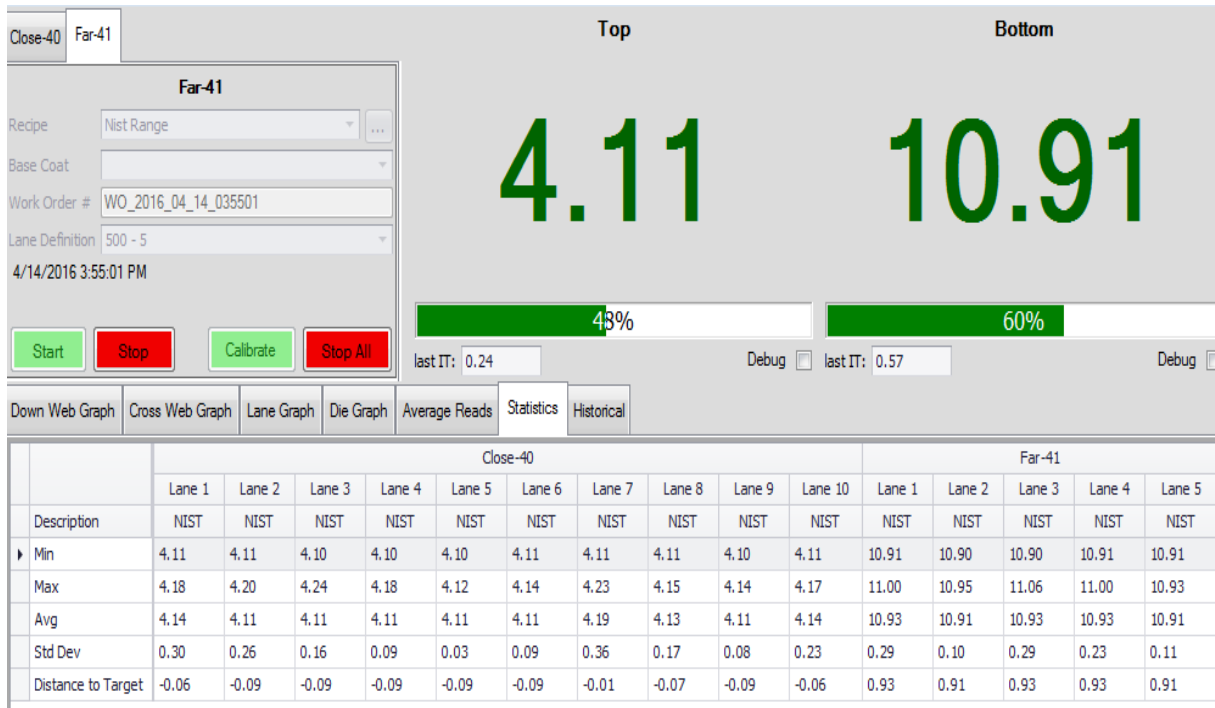 Close-40 Far-41
Top Bottom
Far-41
Recipe Nist Range ...
Base Coat
Work Order # WO_2016_04_14_035501
Lane Definition 500 - 5
4/14/2016 3:55:01 PM
Start Stop Calibrate Stop All
4.11 10.91
48% 60%
last IT: 0.24 Debug last IT: 0.57 Debug
Down Web Graph Cross Web Graph Lane Graph Die Graph Average Reads Statistics Historical
Close-40 Far-41
Lane 1 Lane 2 Lane 3 Lane 4 Lane 5 Lane 6 Lane 7 Lane 8 Lane 9 Lane 10 Lane 1 Lane 2 Lane 3 Lane 4 Lane 5
Description NIST NIST NIST NIST NIST NIST NIST NIST NIST NIST NIST NIST NIST NIST NIST
Min 4.11 4.11 4.10 4.10 4.10 4.11 4.11 4.11 4.10 4.11 10.91 10.90 10.90 10.91 10.91
Max 4.18 4.20 4.24 4.18 4.12 4.14 4.23 4.15 4.14 4.17 11.00 10.95 11.06 11.00 10.93
Avg 4.14 4.11 4.11 4.11 4.11 4.11 4.19 4.13 4.11 4.14 10.93 10.91 10.93 10.93 10.91
Std Dev 0.30 0.26 0.16 0.09 0.03 0.09 0.36 0.17 0.08 0.23 0.29 0.10 0.29 0.23 0.11
Distance to Target -0.06 -0.09 -0.09 -0.09 -0.09 -0.09 -0.01 -0.07 -0.09 -0.06 0.93 0.91 0.93 0.93 0.91